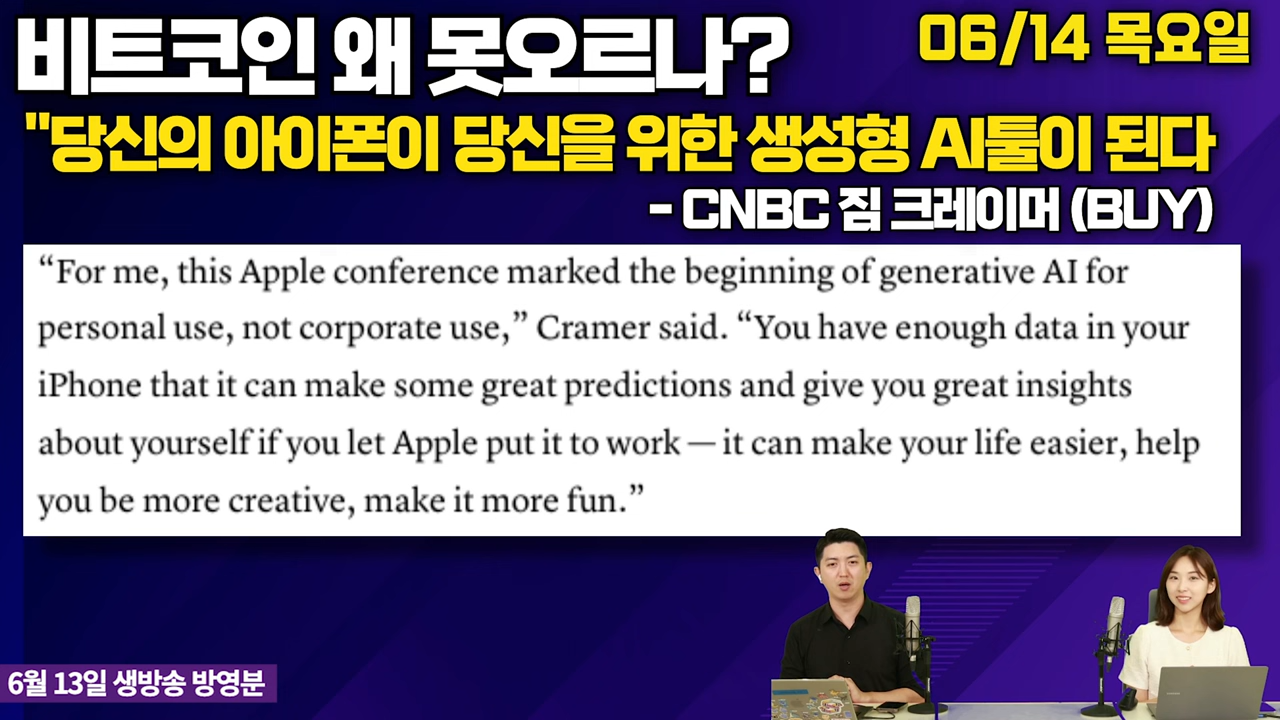 비트코인 왜 못오르나?
06/14 목요일
"당신의 아이폰이 당신을 위한 생성형 AI툴이 된다
- CNBC 짐 크레이머 (BUY)
“For me, this Apple conference marked the beginning of generative AI for
personal use, not corporate use,” Cramer said. “You have enough data in your
iPhone that it can make some great predictions and give you great insights
about yourself if you let Apple put it to work — it can make your life easier, help
you be more creative, make it more fun.”
6월 13일 생방송 방영분